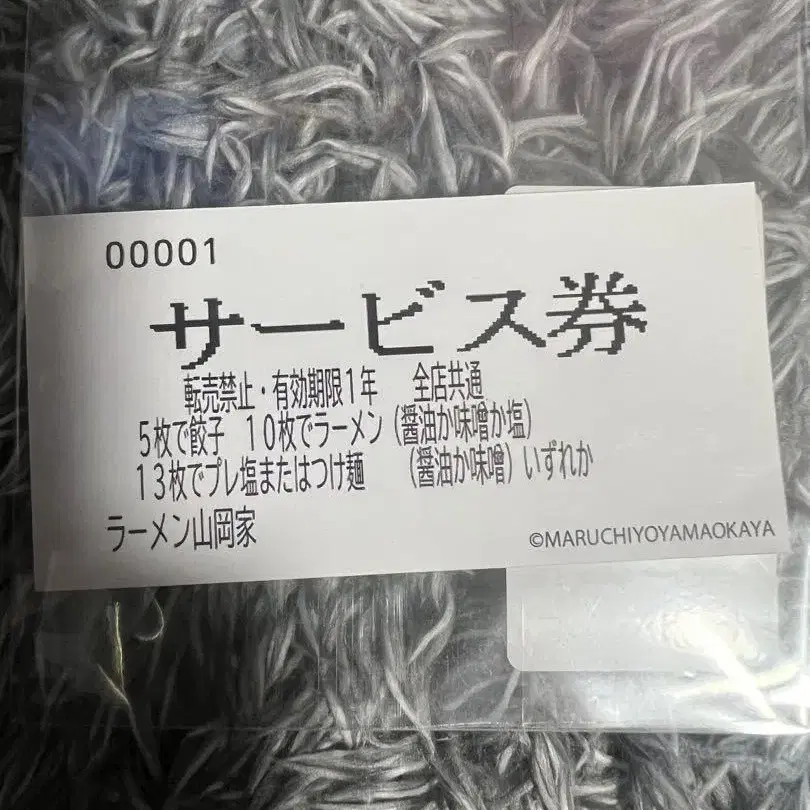 00001
サービス券
転売禁止・有効期限1年　全店共通
5枚で餃子　10枚でラーメン（醤油か味噌か塩）
13枚でプレ塩またはつけ麺　（醤油か味噌）いずれか
ラーメン山岡家
©MARUCHIYOYAMAOKAYA